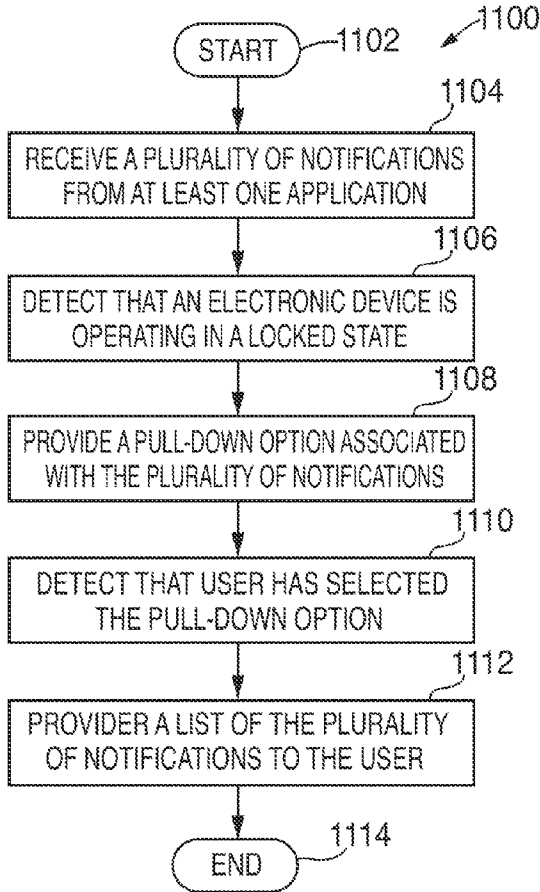 1100
START
1102
1104
RECEIVE A PLURALITY OF NOTIFICATIONS
FROM AT LEAST ONE APPLICATION
1106
DETECT THAT AN ELECTRONIC DEVICE IS
OPERATING IN A LOCKED STATE
1108
PROVIDE A PULL-DOWN OPTION ASSOCIATED
WITH THE PLURALITY OF NOTIFICATIONS
1110
DETECT THAT USER HAS SELECTED
THE PULL-DOWN OPTION
1112
PROVIDER A LIST OF THE PLURALITY
OF NOTIFICATIONS TO THE USER
END
1114